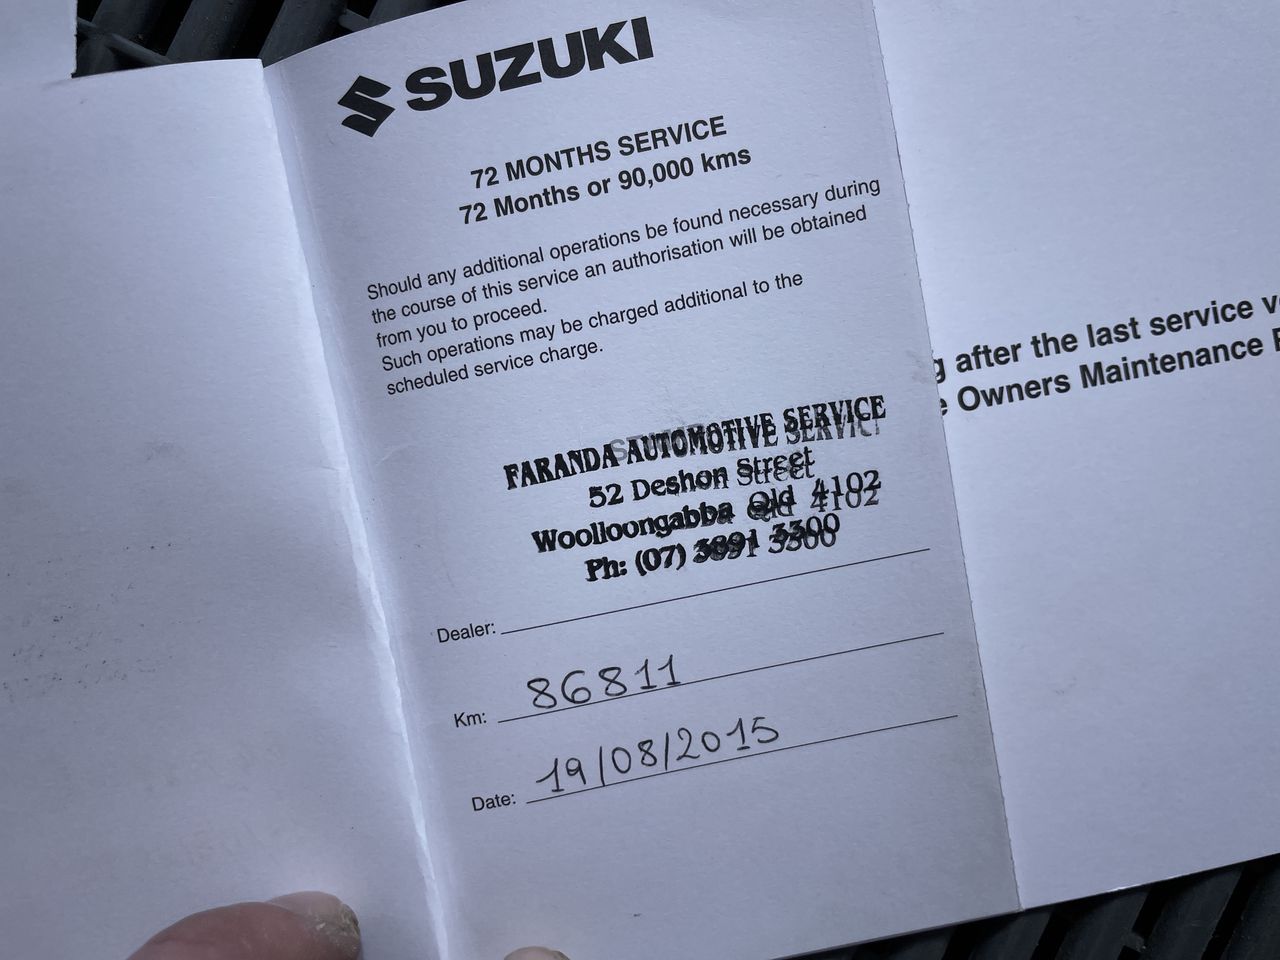 SUZUKI
72 MONTHS SERVICE
72 Months or 90,000 kms
Should any additional operations be found necessary during
the course of this service an authorisation will be obtained
from you to proceed.
Such operations may be charged additional to the
scheduled service charge.
FARANDA AUTOMOTIVE SERVICE
52 Deshon Street
Woolloongabba Qld 4102
Ph: (07) 3891 3300
Dealer:
Km: 86811
Date: 19/08/2015
g after the last service
Owners Maintenance